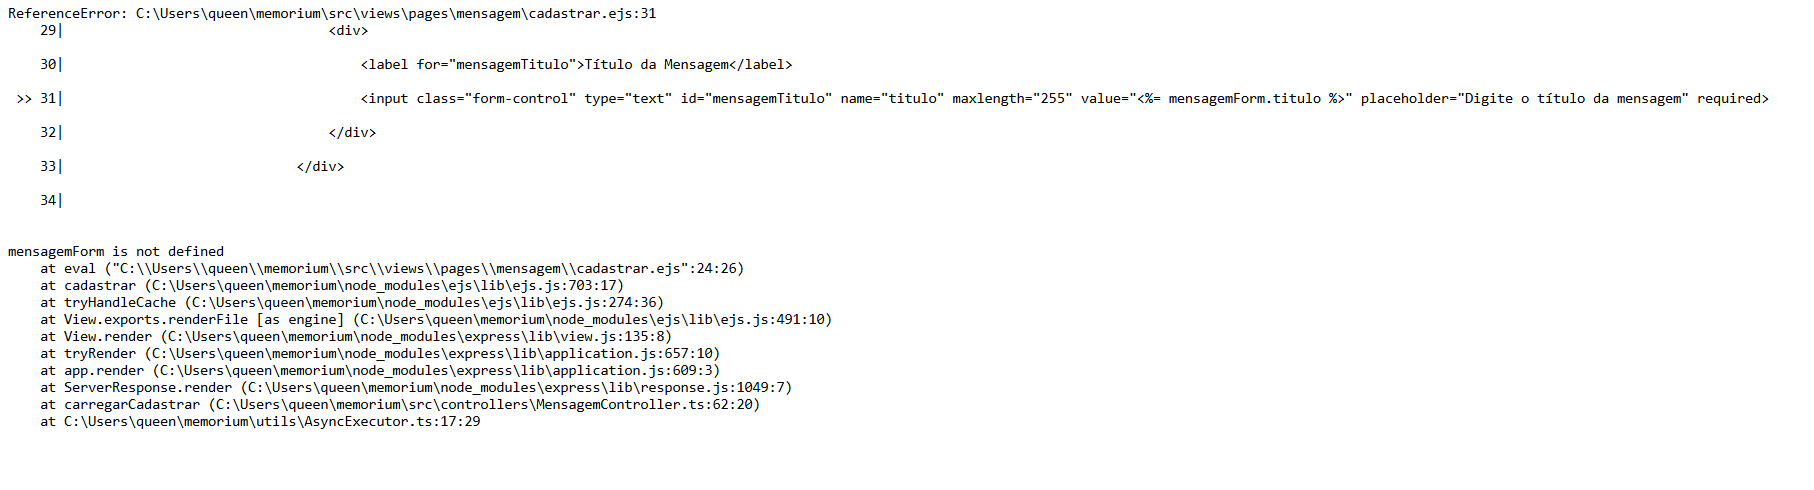 ReferenceError: C:\Users\queen\memorium\src\views\pages\mensagem\cadastrar.ejs:31
29| <div>
30| <label for="mensagemTitulo">Título da Mensagem</label>
>> 31| <input class="form-control" type="text" id="mensagemTitulo" name="titulo" maxlength="255" value="<%= mensagemForm.titulo %>" placeholder="Digite o título da mensagem" required>
32| </div>
33| </div>
34|
mensagemForm is not defined
at eval ("C:\\Users\\queen\\memorium\\src\\views\\pages\\mensagem\\cadastrar.ejs":24:26)
at cadastrar (C:\Users\queen\memorium\node_modules\ejs\lib\ejs.js:703:17)
at tryHandleCache (C:\Users\queen\memorium\node_modules\ejs\lib\ejs.js:274:36)
at View.exports.renderFile [as engine] (C:\Users\queen\memorium\node_modules\ejs\lib\ejs.js:491:10)
at View.render (C:\Users\queen\memorium\node_modules\express\lib\view.js:135:8)
at tryRender (C:\Users\queen\memorium\node_modules\express\lib\application.js:657:10)
at app.render (C:\Users\queen\memorium\node_modules\express\lib\application.js:609:3)
at ServerResponse.render (C:\Users\queen\memorium\node_modules\express\lib\response.js:1049:7)
at carregarCadastrar (C:\Users\queen\memorium\src\controllers\MensagemController.ts:62:20)
at C:\Users\queen\memorium\utils\AsyncExecutor.ts:17:29